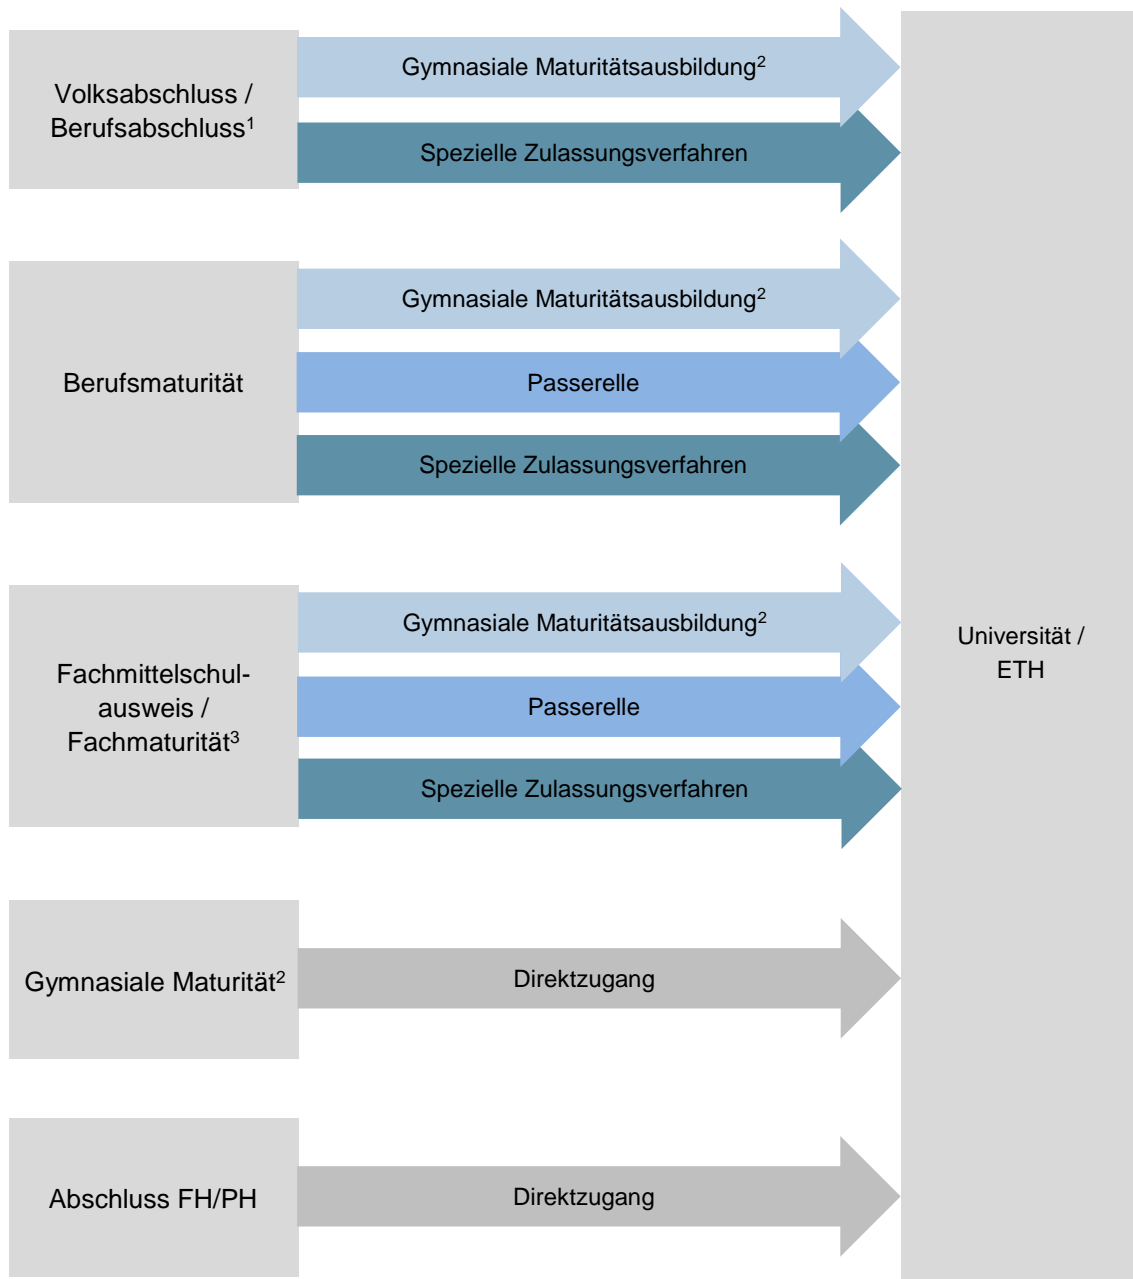 Volksabschluss /
Berufsabschluss¹
Gymnasiale Maturitätsausbildung²
Spezielle Zulassungsverfahren
Berufsmaturität
Gymnasiale Maturitätsausbildung²
Passerelle
Spezielle Zulassungsverfahren
Fachmittelschul-
ausweis /
Fachmaturität³
Gymnasiale Maturitätsausbildung²
Passerelle
Spezielle Zulassungsverfahren
Universität /
ETH
Gymnasiale Maturität²
Direktzugang
Abschluss FH/PH
Direktzugang